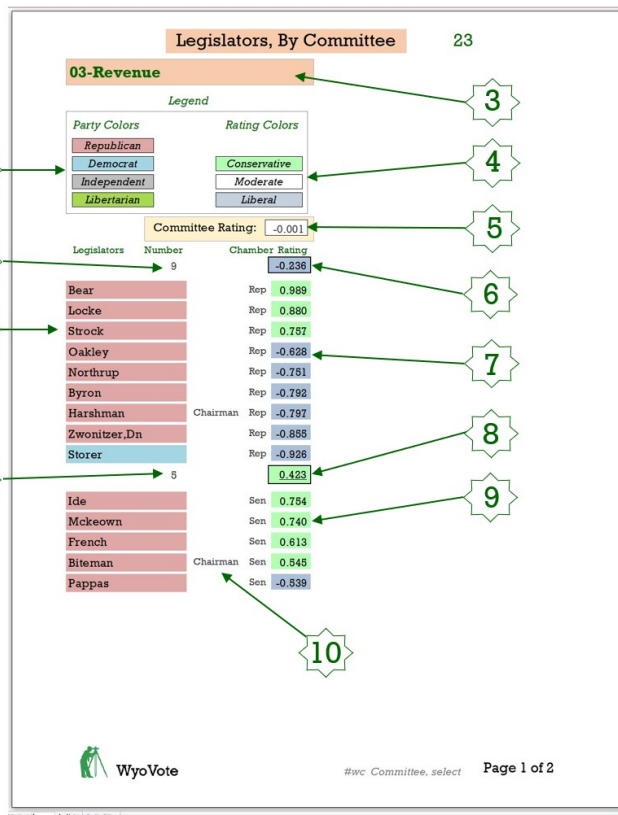 Legislators, By Committee 23
03-Revenue
3
Legend
Party Colors Rating Colors
Republican
Democrat Conservative
4
Independent Moderate
Libertarian Liberal
Committee Rating: -0.001
5
Legislators Number Chamber Rating
9 -0.236
6
Bear Rep 0.989
Locke Rep 0.880
Strock Rep 0.757
Oakley Rep -0.628
7
Northrup Rep -0.751
Byron Rep -0.792
Harshman Chairman Rep -0.797
Zwonitzer,Dn Rep -0.855
8
Storer Rep -0.926
5 0.423
Ide Sen 0.754
9
Mckeown Sen 0.740
French Sen 0.613
Biteman Chairman Sen 0.545
Pappas Sen -0.539
10
WyoVote #wc Committee, select Page 1 of 2